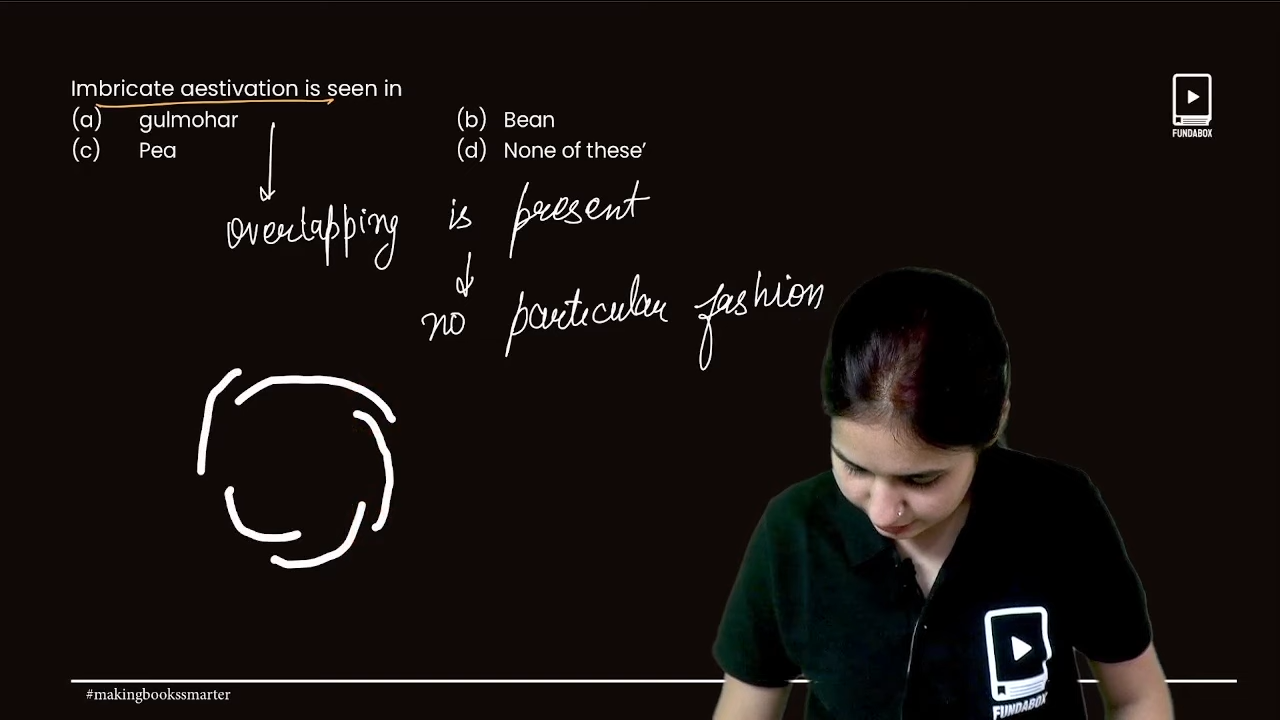 Imbricate aestivation is seen in
(a) gulmohar (b) Bean
(c) Pea (d) None of these’
FUNDABOX
overlapping is present
no particular fashion
FUNDABOX
#makingbookssmarter